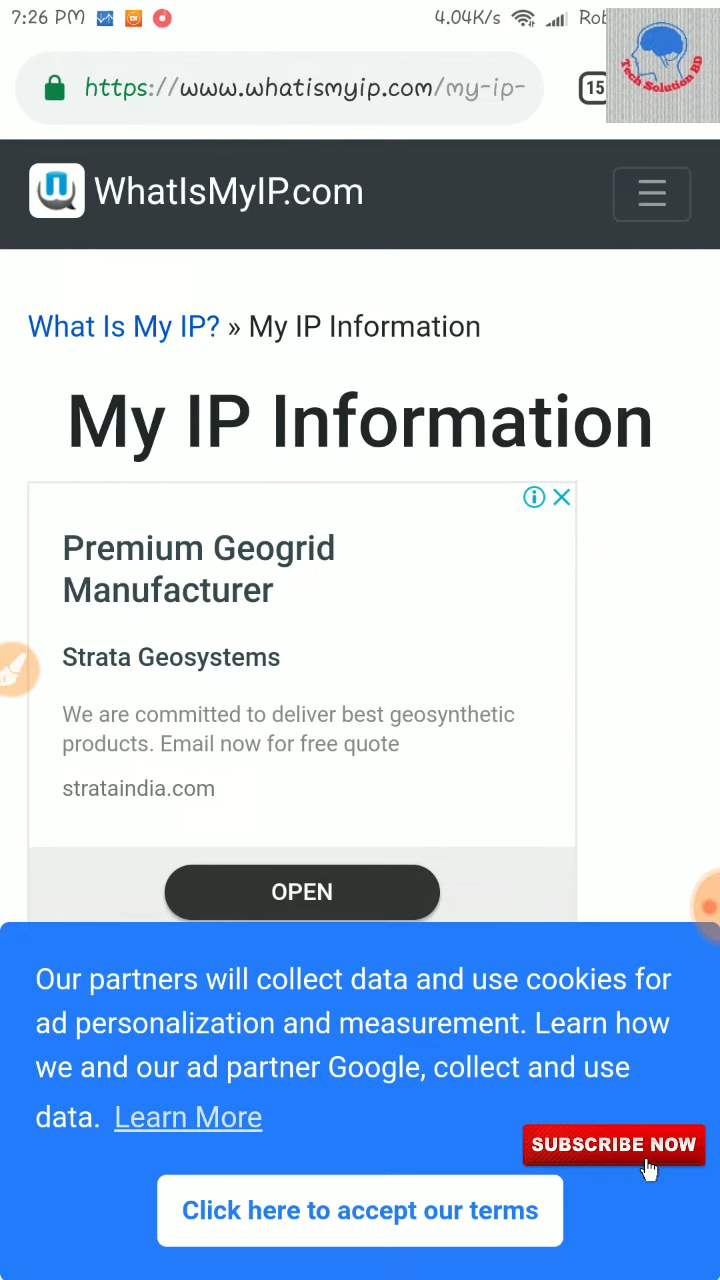 7:26 PM
4.04K/s
Rob
https://www.whatismyip.com/my-ip-
15
Tech Solution BD
WhatIsMyIP.com
What Is My IP? » My IP Information
My IP Information
Premium Geogrid
Manufacturer
Strata Geosystems
We are committed to deliver best geosynthetic
products. Email now for free quote
strataindia.com
OPEN
Our partners will collect data and use cookies for
ad personalization and measurement. Learn how
we and our ad partner Google, collect and use
data. Learn More
SUBSCRIBE NOW
Click here to accept our terms